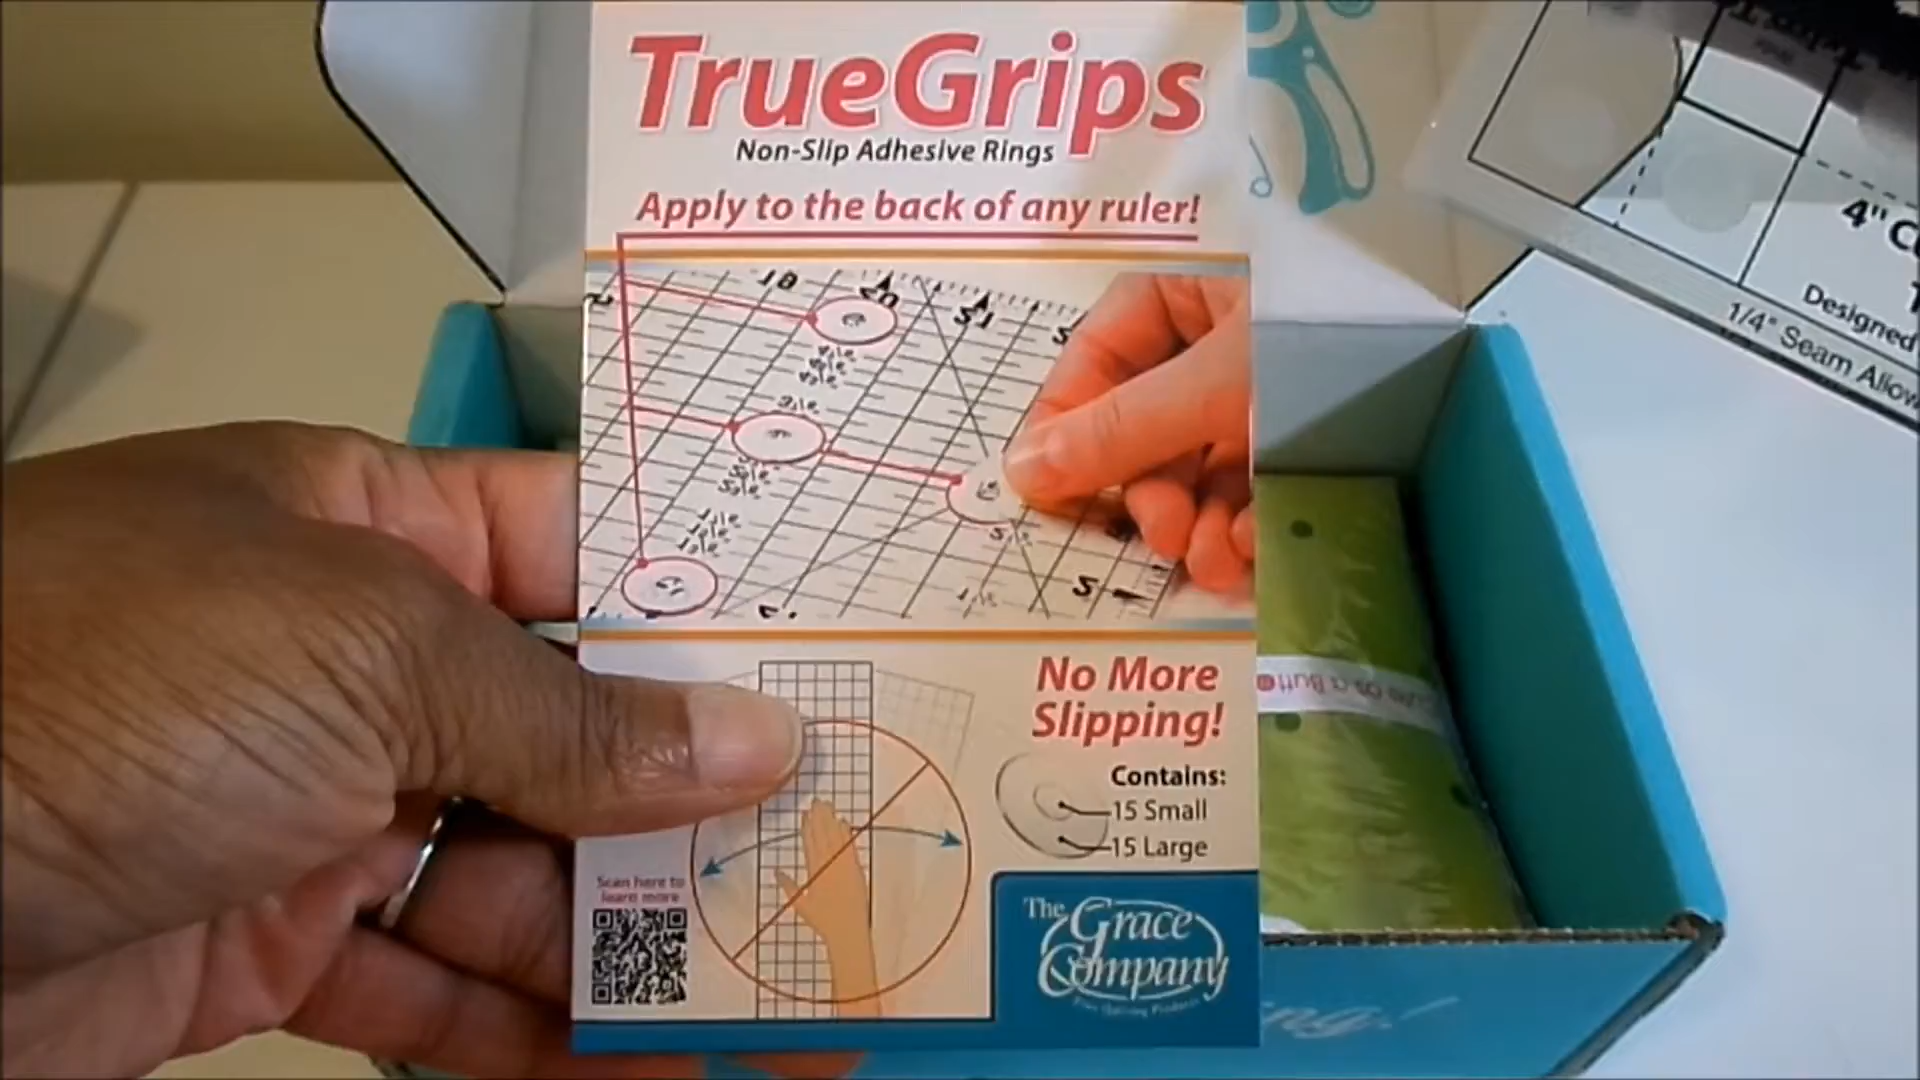 TrueGrips
Non-Slip Adhesive Rings
Apply to the back of any ruler!
No More
Slipping!
Contains:
15 Small
15 Large
Scan here to
learn more
The
Grace
Company
4"
Designed
1/4" Seam